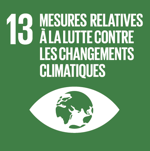 13 MESURES RELATIVES
À LA LUTTE CONTRE
LES CHANGEMENTS
CLIMATIQUES